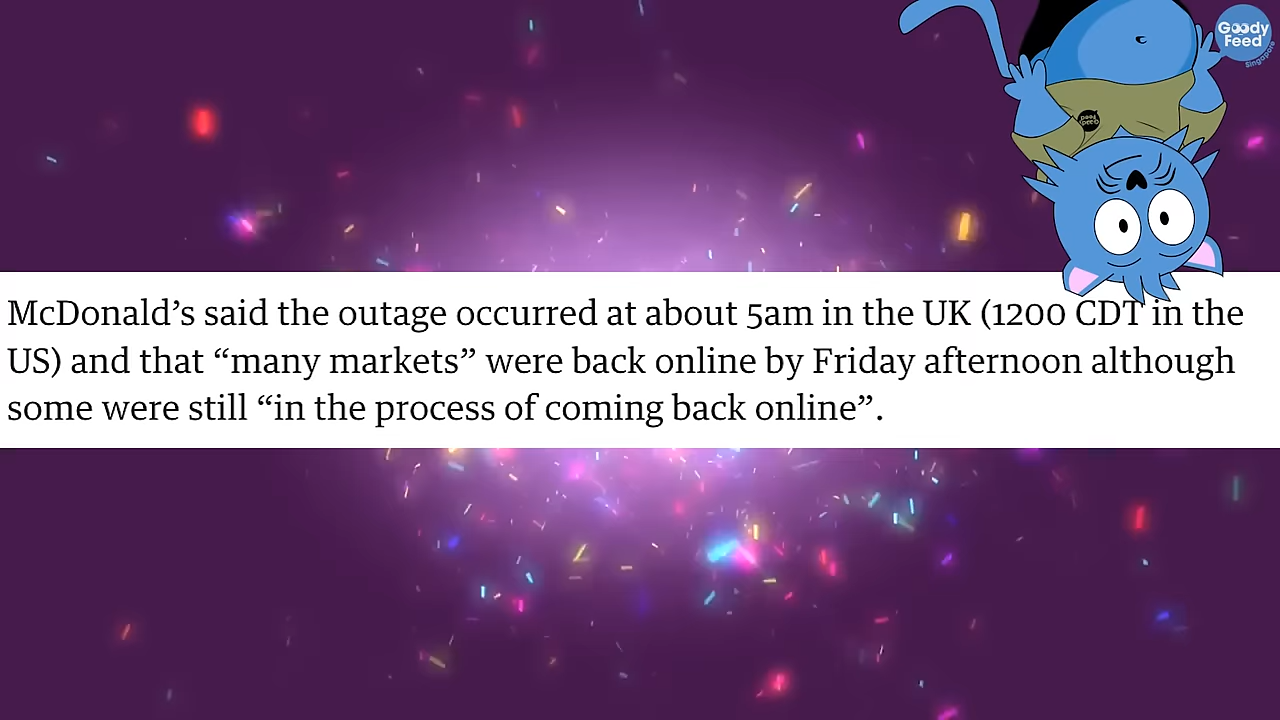 Goody
Feed
Singapore
McDonald’s said the outage occurred at about 5am in the UK (1200 CDT in the
US) and that “many markets” were back online by Friday afternoon although
some were still “in the process of coming back online”.